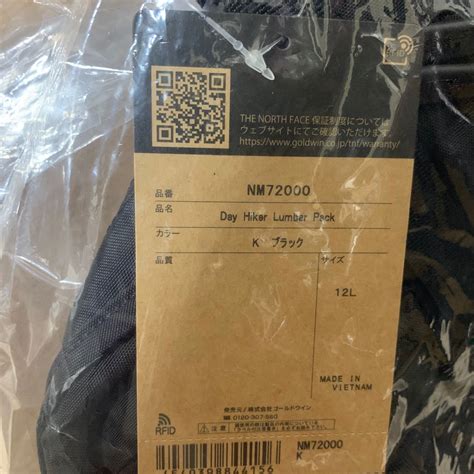 THE NORTH FACE 保証制度については
ウェブサイトにてご確認いただけます。
www.goldwin.co.jp/tnf/warranty/
品番 NM72000
品名 Day Hiker Lumbar Pack
カラー K ブラック
品質 サイズ
12L
MADE IN
VIETNAM
発売元/株式会社ゴールドウイン
0120-307-560
RFID
NM72000
K